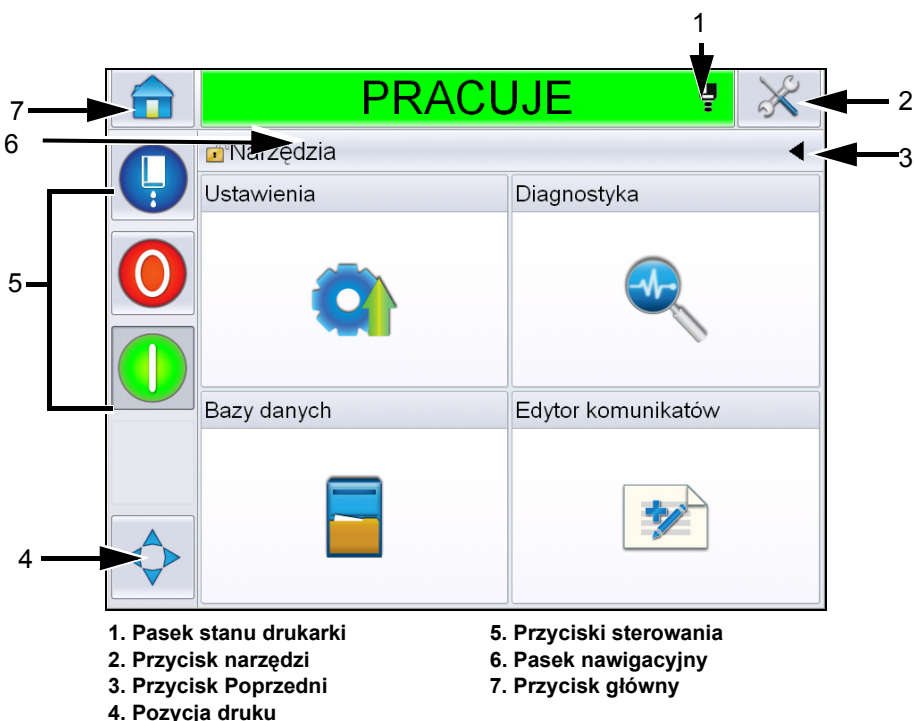 1
PRACUJE
7
2
6
Narzędzia
3
Ustawienia
Diagnostyka
5
Bazy danych
Edytor komunikatów
4
1. Pasek stanu drukarki
2. Przycisk narzędzi
3. Przycisk Poprzedni
4. Pozycja druku
5. Przyciski sterowania
6. Pasek nawigacyjny
7. Przycisk główny